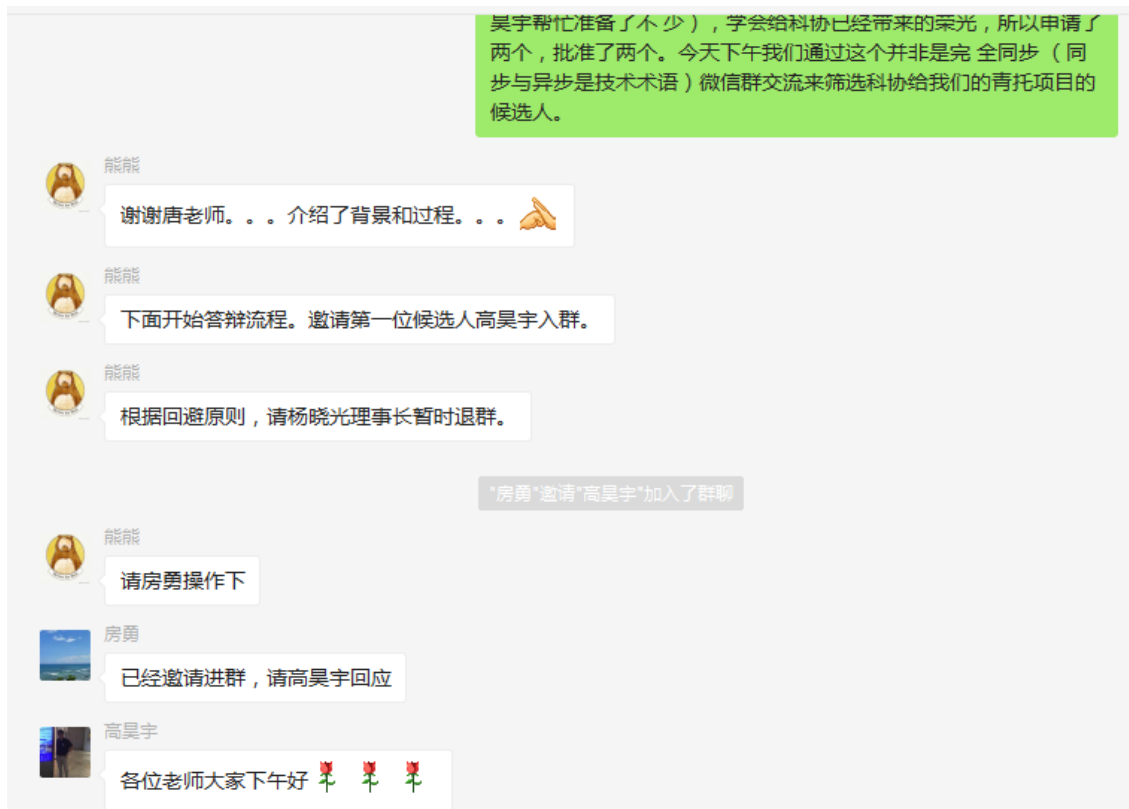 昊宇帮忙准备了不 少 ） ，学会给科协已经带来的荣光，所以申请了
两个，批准了两个。今天下午我们通过这个并非是完 全同步 （ 同
步与异步是技术术语 ）微信群交流来筛选科协给我们的青托项目的
候选人。
熊熊
谢谢唐老师。。。介绍了背景和过程。。。
熊熊
下面开始答辩流程。邀请第一位候选人高昊宇入群。
熊熊
根据回避原则，请杨晓光理事长暂时退群。
"房勇"邀请"高昊宇"加入了群聊
熊熊
请房勇操作下
房勇
已经邀请进群，请高昊宇回应
高昊宇
各位老师大家下午好